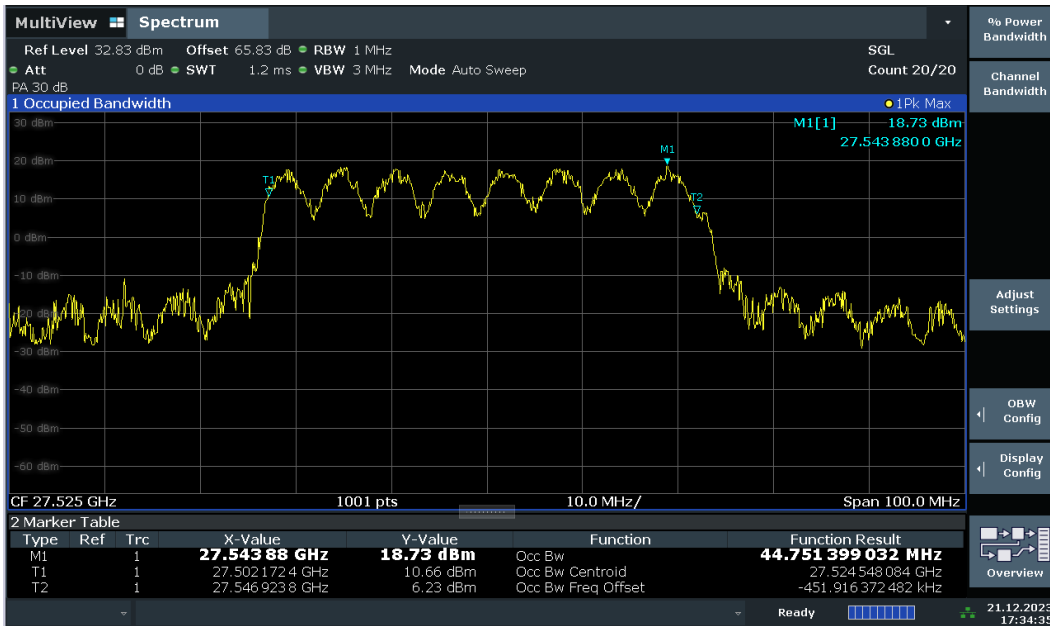 MultiView Spectrum
Ref Level 32.83 dBm Offset 65.83 dB RBW 1 MHz SGL
Att 0 dB SWT 1.2 ms VBW 3 MHz Mode Auto Sweep Count 20/20
PA 30 dB
1 Occupied Bandwidth 1Pk Max
30 dBm
M1[1] 18.73 dBm
27.543 880 0 GHz
M1
20 dBm
T1
10 dBm
T2
0 dBm
-10 dBm
-20 dBm
-30 dBm
-40 dBm
-50 dBm
-60 dBm
CF 27.525 GHz 1001 pts 10.0 MHz/ Span 100.0 MHz
2 Marker Table
Type Ref Trc X-Value Y-Value Function Function Result
M1 1 27.543 88 GHz 18.73 dBm Occ Bw 44.751 399 032 MHz
T1 1 27.502 172 4 GHz 10.66 dBm Occ Bw Centroid 27.524 548 084 GHz
T2 1 27.546 923 8 GHz 6.23 dBm Occ Bw Freq Offset -451.916 372 482 kHz
Ready 21.12.2023
17:34:35
% Power
Bandwidth
Channel
Bandwidth
Adjust
Settings
OBW
Config
Display
Config
Overview